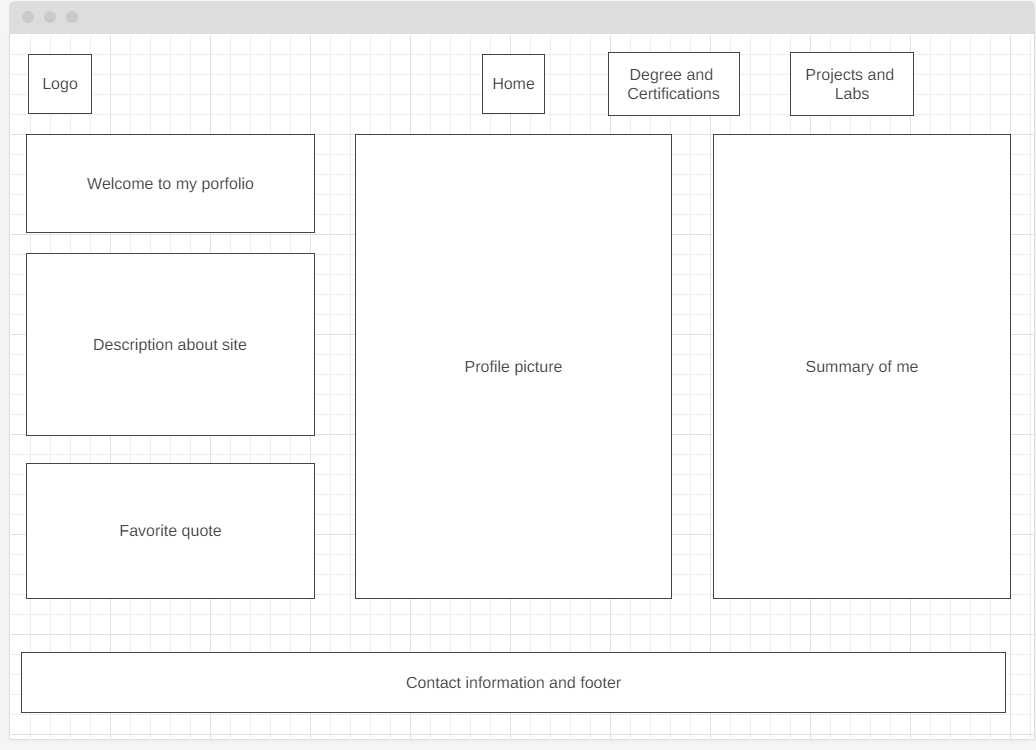 Logo
Home
Degree and
Certifications
Projects and
Labs
Welcome to my porfolio
Description about site
Favorite quote
Profile picture
Summary of me
Contact information and footer